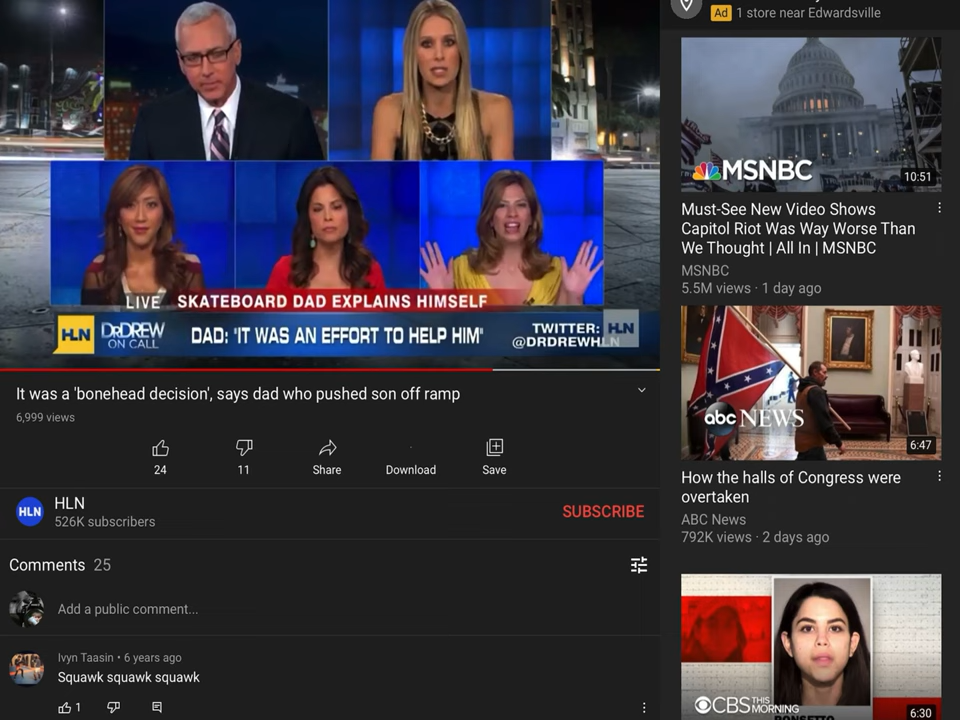 LIVE SKATEBOARD DAD EXPLAINS HIMSELF
HLN DR DREW ON CALL
DAD: "IT WAS AN EFFORT TO HELP HIM"
TWITTER:
@DRDREWHLN
HLN
It was a 'bonehead decision', says dad who pushed son off ramp
6,999 views
24
11
Share
Download
Save
HLN
HLN
526K subscribers
SUBSCRIBE
Comments 25
Add a public comment...
Ivyn Taasin • 6 years ago
Squawk squawk squawk
1
Ad 1 store near Edwardsville
MSNBC
10:51
Must-See New Video Shows
Capitol Riot Was Way Worse Than
We Thought | All In | MSNBC
MSNBC
5.5M views · 1 day ago
abc NEWS
6:47
How the halls of Congress were
overtaken
ABC News
792K views · 2 days ago
CBS THIS MORNING
PONSETTO
6:30